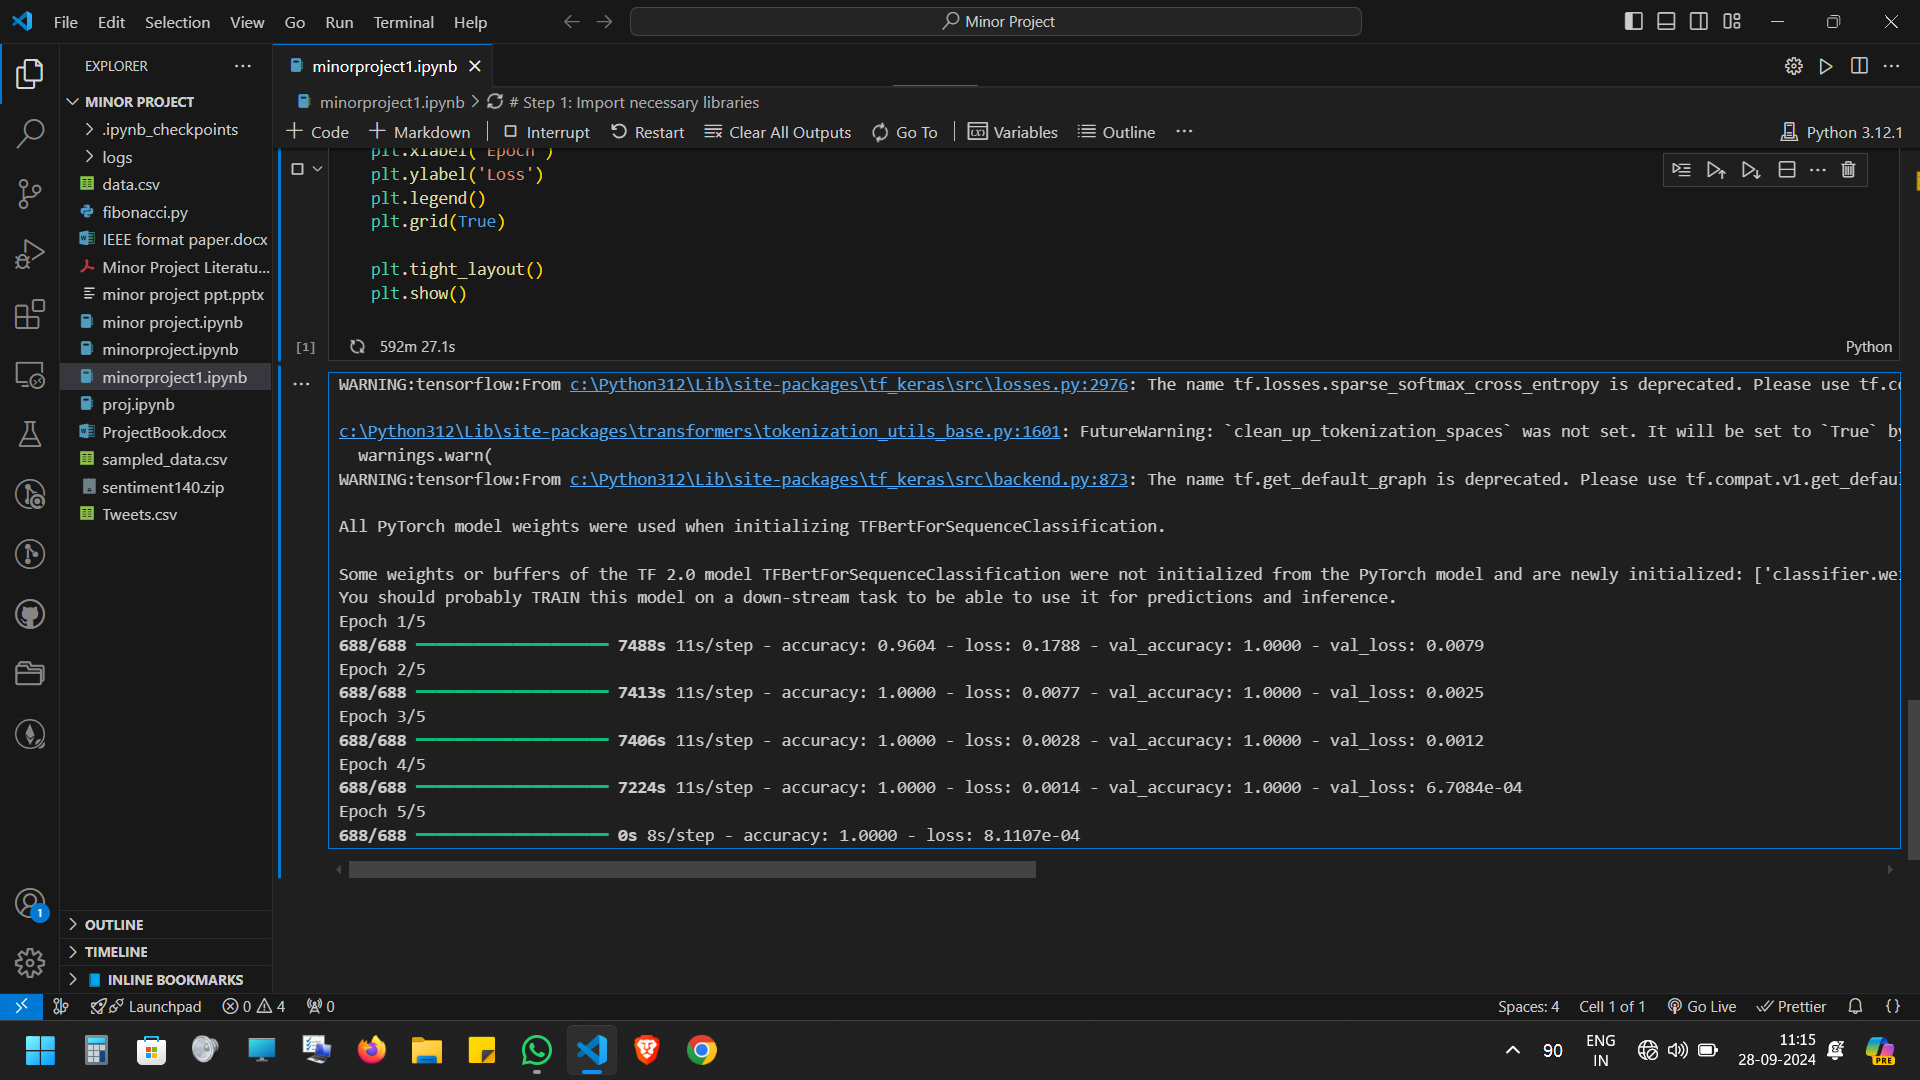 File Edit Selection View Go Run Terminal Help
Minor Project
EXPLORER
minorproject1.ipynb
MINOR PROJECT
.ipynb_checkpoints
logs
data.csv
fibonacci.py
IEEE format paper.docx
Minor Project Literatu...
minor project ppt.pptx
minor project.ipynb
minorproject.ipynb
minorproject1.ipynb
proj.ipynb
ProjectBook.docx
sampled_data.csv
sentiment140.zip
Tweets.csv
OUTLINE
TIMELINE
INLINE BOOKMARKS
minorproject1.ipynb > # Step 1: Import necessary libraries
+ Code + Markdown | Interrupt Restart Clear All Outputs Go To | Variables Outline ...
Python 3.12.1
plt.xlabel('Epoch')
plt.ylabel('Loss')
plt.legend()
plt.grid(True)
plt.tight_layout()
plt.show()
[1] 592m 27.1s
Python
WARNING:tensorflow:From c:\Python312\Lib\site-packages\tf_keras\src\losses.py:2976: The name tf.losses.sparse_softmax_cross_entropy is deprecated. Please use tf.co
c:\Python312\Lib\site-packages\transformers\tokenization_utils_base.py:1601: FutureWarning: `clean_up_tokenization_spaces` was not set. It will be set to `True` by
warnings.warn(
WARNING:tensorflow:From c:\Python312\Lib\site-packages\tf_keras\src\backend.py:873: The name tf.get_default_graph is deprecated. Please use tf.compat.v1.get_defau
All PyTorch model weights were used when initializing TFBertForSequenceClassification.
Some weights or buffers of the TF 2.0 model TFBertForSequenceClassification were not initialized from the PyTorch model and are newly initialized: ['classifier.wei
You should probably TRAIN this model on a down-stream task to be able to use it for predictions and inference.
Epoch 1/5
688/688 7488s 11s/step - accuracy: 0.9604 - loss: 0.1788 - val_accuracy: 1.0000 - val_loss: 0.0079
Epoch 2/5
688/688 7413s 11s/step - accuracy: 1.0000 - loss: 0.0077 - val_accuracy: 1.0000 - val_loss: 0.0025
Epoch 3/5
688/688 7406s 11s/step - accuracy: 1.0000 - loss: 0.0028 - val_accuracy: 1.0000 - val_loss: 0.0012
Epoch 4/5
688/688 7224s 11s/step - accuracy: 1.0000 - loss: 0.0014 - val_accuracy: 1.0000 - val_loss: 6.7084e-04
Epoch 5/5
688/688 0s 8s/step - accuracy: 1.0000 - loss: 8.1107e-04
1
Launchpad 0 4 0
Spaces: 4 Cell 1 of 1 Go Live Prettier {}
90
ENG
IN
11:15
28-09-2024
PRE